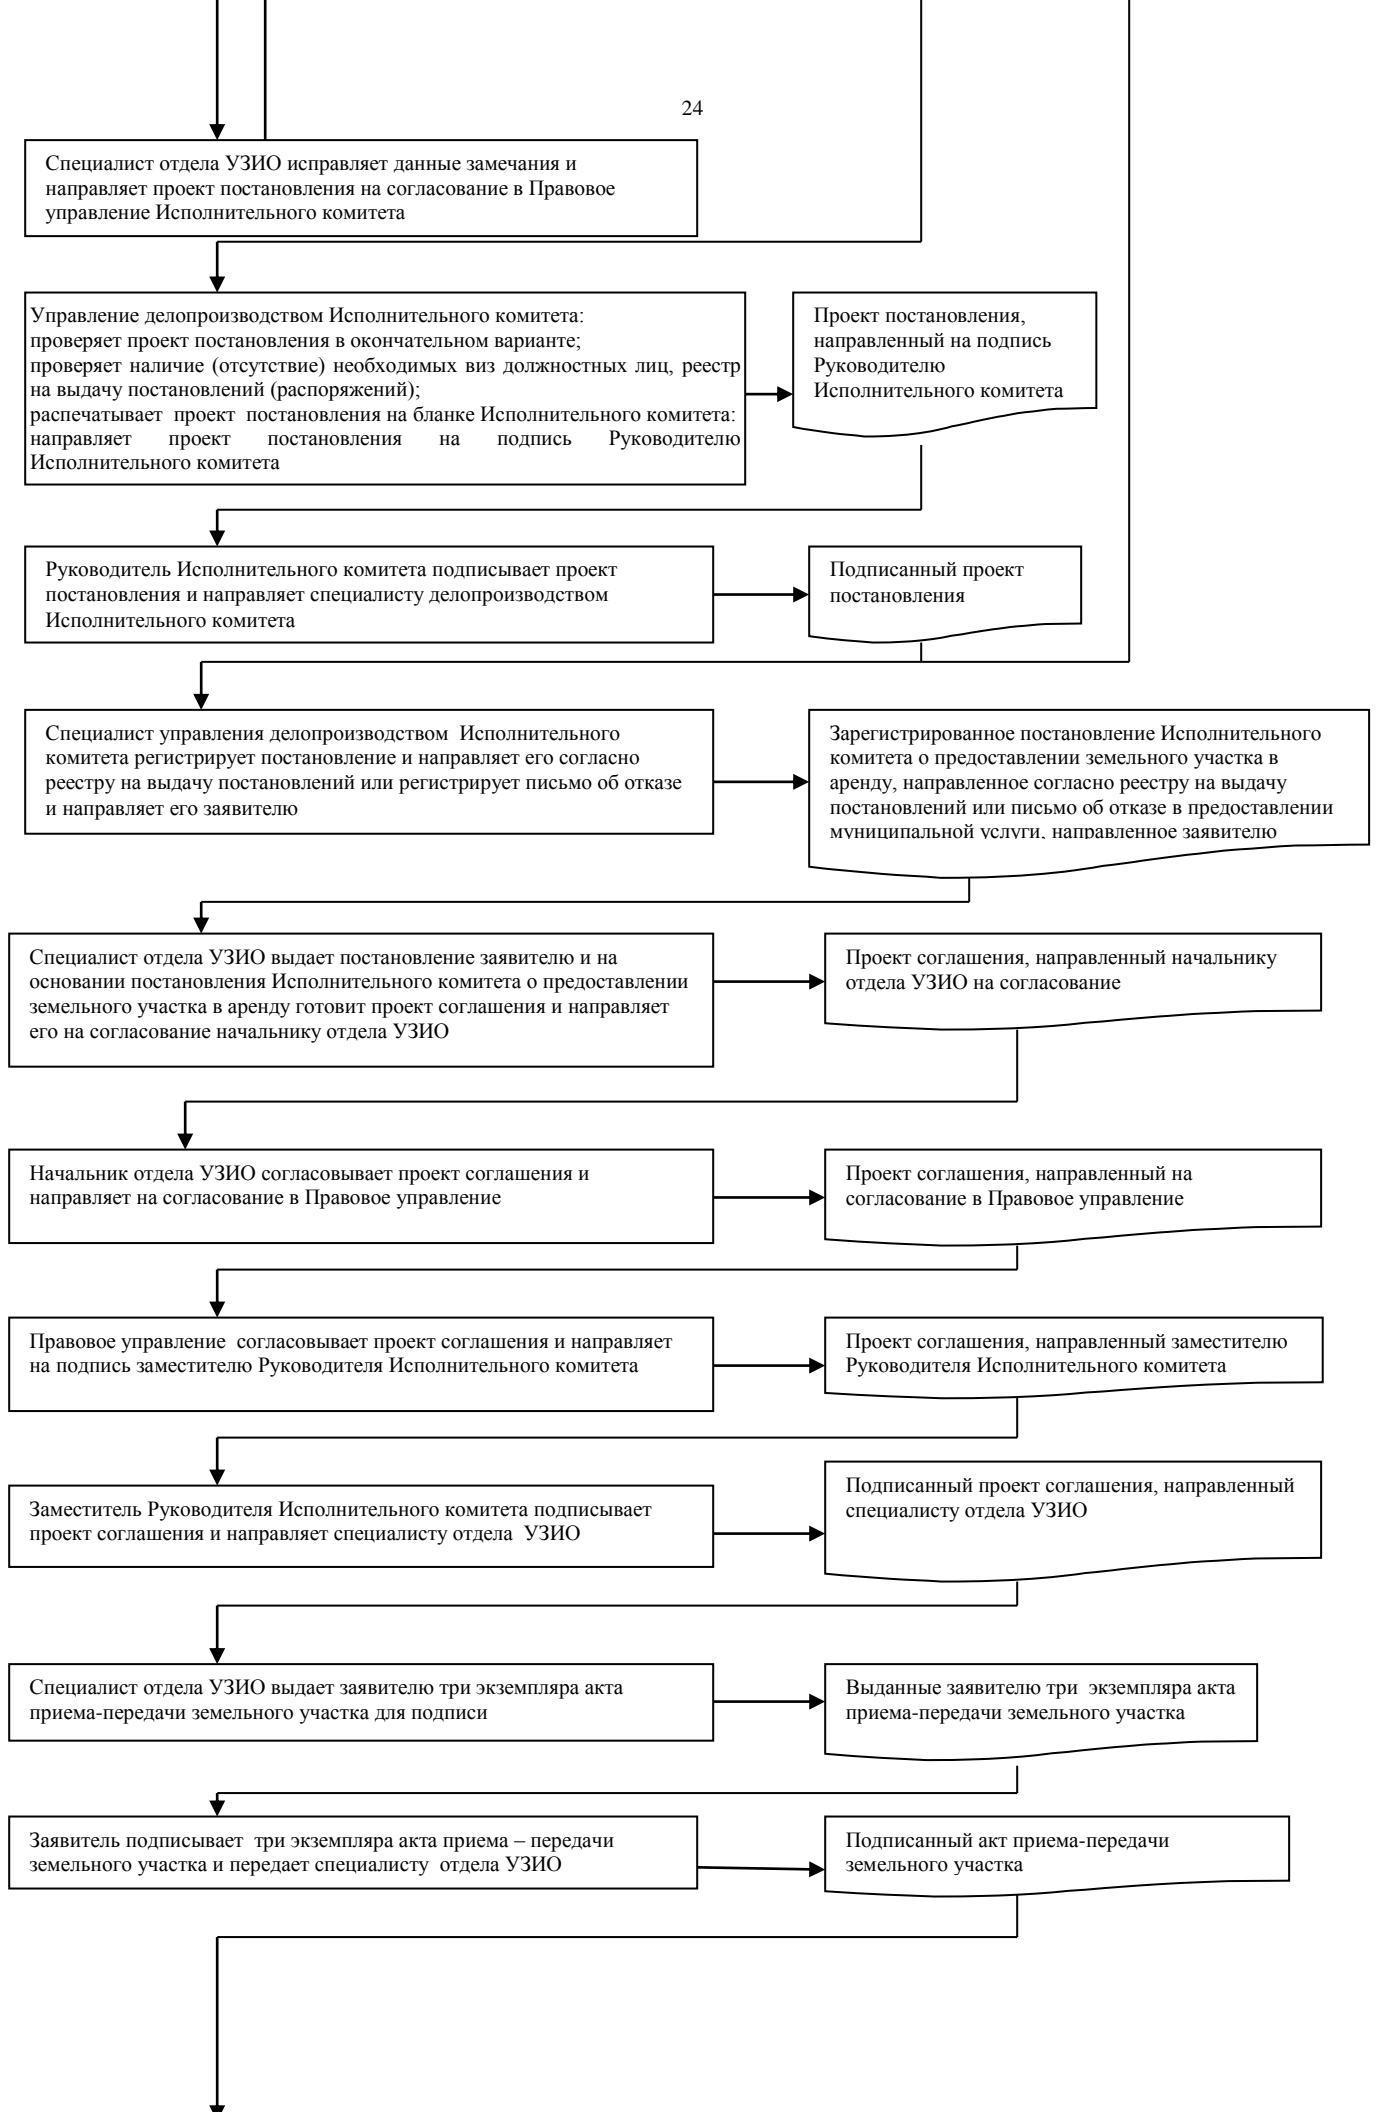 24
Специалист отдела УЗИО исправляет данные замечания и
направляет проект постановления на согласование в Правовое
управление Исполнительного комитета
Управление делопроизводством Исполнительного комитета:
проверяет проект постановления в окончательном варианте;
проверяет наличие (отсутствие) необходимых виз должностных лиц, реестр
на выдачу постановлений (распоряжений);
распечатывает проект постановления на бланке Исполнительного комитета:
направляет проект постановления на подпись Руководителю
Исполнительного комитета
Проект постановления,
направленный на подпись
Руководителю
Исполнительного комитета
Руководитель Исполнительного комитета подписывает проект
постановления и направляет специалисту делопроизводством
Исполнительного комитета
Подписанный проект
постановления
Специалист управления делопроизводством Исполнительного
комитета регистрирует постановление и направляет его согласно
реестру на выдачу постановлений или регистрирует письмо об отказе
и направляет его заявителю
Зарегистрированное постановление Исполнительного
комитета о предоставлении земельного участка в
аренду, направленное согласно реестру на выдачу
постановлений или письмо об отказе в предоставлении
муниципальной услуги, направленное заявителю
Специалист отдела УЗИО выдает постановление заявителю и на
основании постановления Исполнительного комитета о предоставлении
земельного участка в аренду готовит проект соглашения и направляет
его на согласование начальнику отдела УЗИО
Проект соглашения, направленный начальнику
отдела УЗИО на согласование
Начальник отдела УЗИО согласовывает проект соглашения и
направляет на согласование в Правовое управление
Проект соглашения, направленный на
согласование в Правовое управление
Правовое управление согласовывает проект соглашения и направляет
на подпись заместителю Руководителя Исполнительного комитета
Проект соглашения, направленный заместителю
Руководителя Исполнительного комитета
Заместитель Руководителя Исполнительного комитета подписывает
проект соглашения и направляет специалисту отдела УЗИО
Подписанный проект соглашения, направленный
специалисту отдела УЗИО
Специалист отдела УЗИО выдает заявителю три экземпляра акта
приема-передачи земельного участка для подписи
Выданные заявителю три экземпляра акта
приема-передачи земельного участка
Заявитель подписывает три экземпляра акта приема – передачи
земельного участка и передает специалисту отдела УЗИО
Подписанный акт приема-передачи
земельного участка